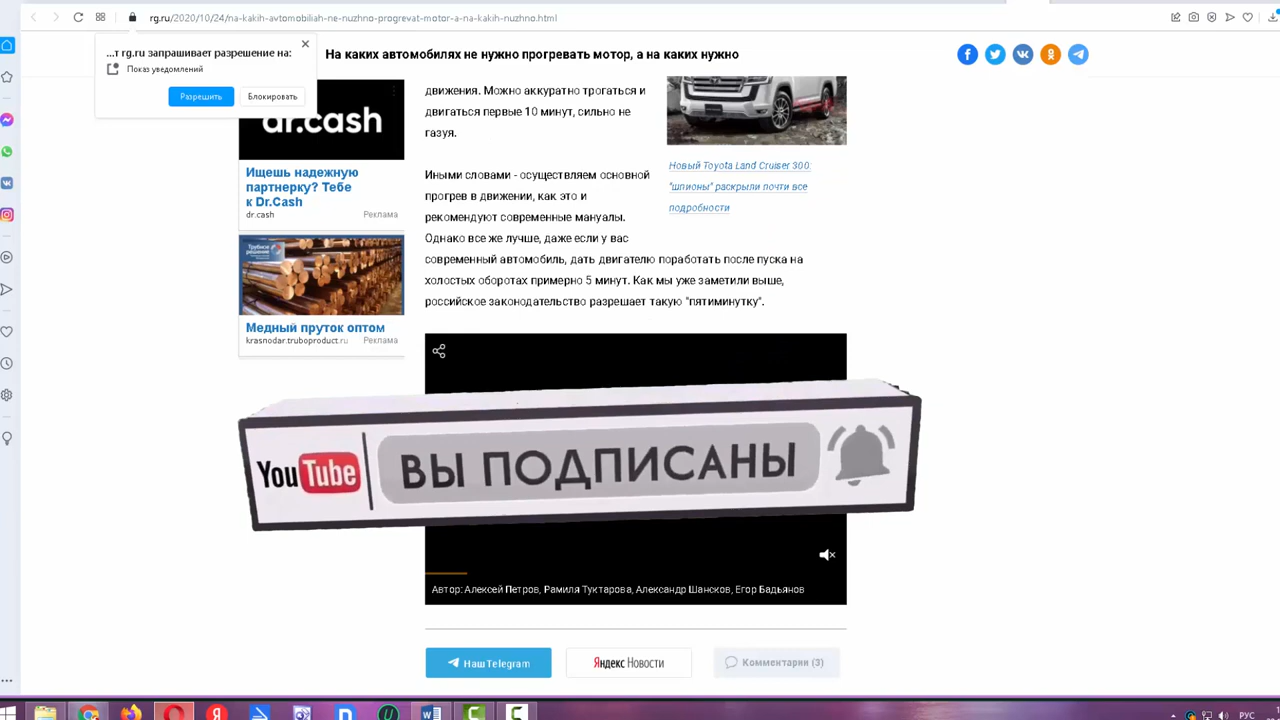 rg.ru/2020/10/24/na-kakih-avtomobiliah-ne-nuzhno-progrevat-motor-a-na-kakih-nuzhno.html
...т rg.ru запрашивает разрешение на:
Показ уведомлений
Разрешить
Блокировать
На каких автомобилях не нужно прогревать мотор, а на каких нужно
dr.cash
Ищешь надежную
партнерку? Тебе
к Dr.Cash
dr.cash
Реклама
Трубное
решение
Медный пруток оптом
krasnodar.truboproduct.ru
Реклама
движения. Можно аккуратно трогаться и
двигаться первые 10 минут, сильно не
газуя.
Иными словами - осуществляем основной
прогрев в движении, как это и
рекомендуют современные мануалы.
Однако все же лучше, даже если у вас
современный автомобиль, дать двигателю поработать после пуска на
холостых оборотах примерно 5 минут. Как мы уже заметили выше,
российское законодательство разрешает такую "пятиминутку".
Новый Toyota Land Cruiser 300:
"шпионы" раскрыли почти все
подробности
YouTube
ВЫ ПОДПИСАНЫ
Автор: Алексей Петров, Рамиля Туктарова, Александр Шансков, Егор Бадьянов
Наш Telegram
Яндекс Новости
Комментарии (3)
РУС